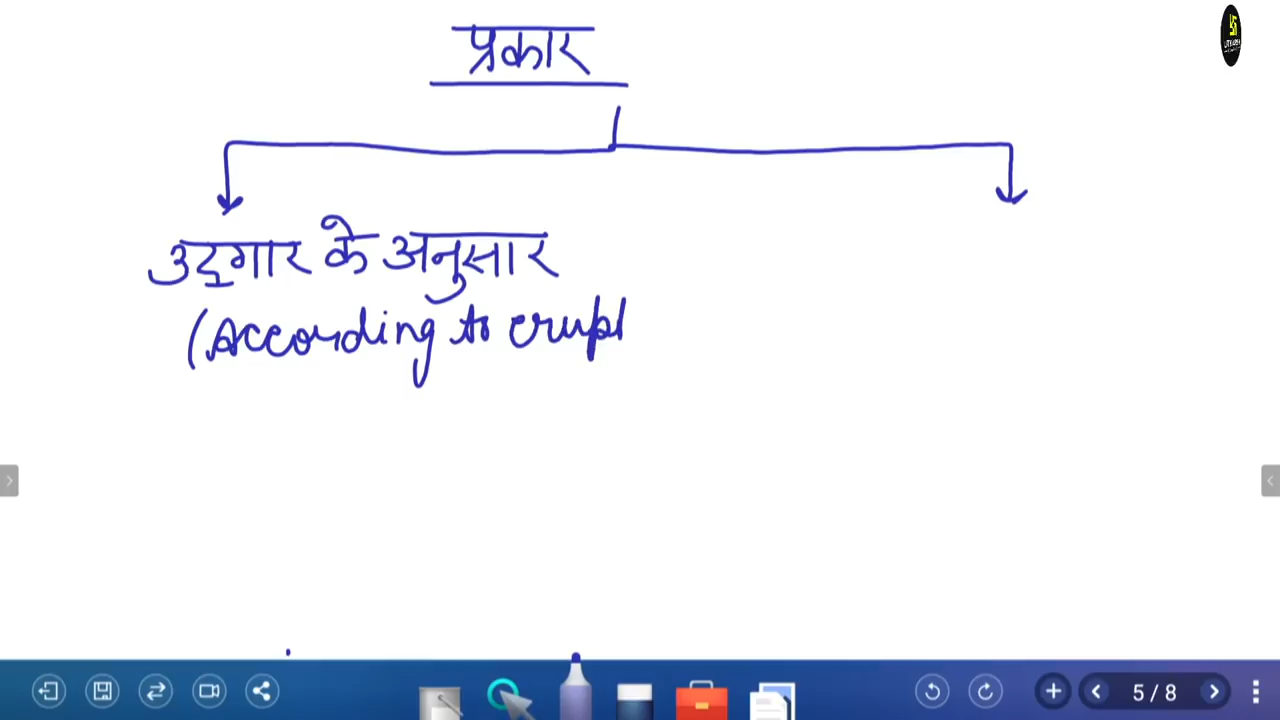 प्रकार
उद्गार के अनुसार
(According to erupt
5 / 8